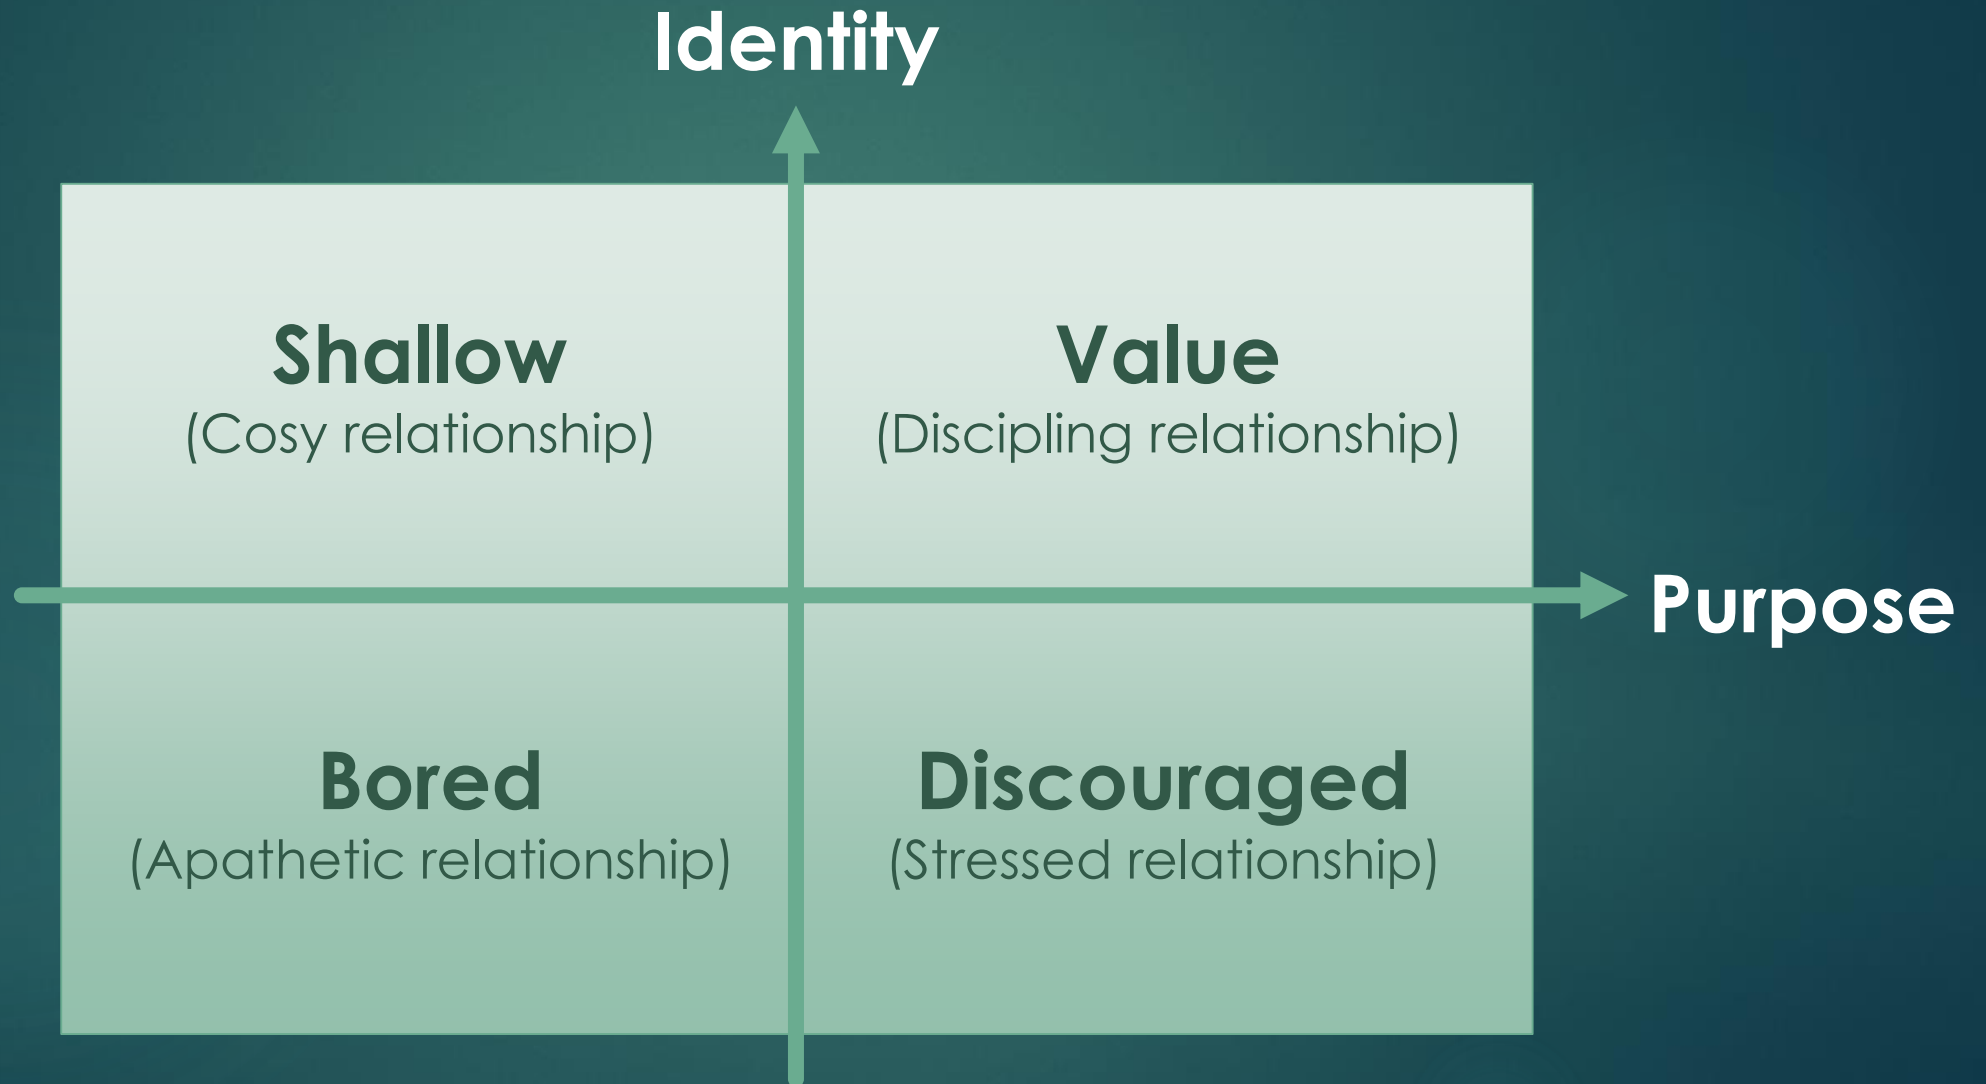 Identity
Shallow
(Cosy relationship)
Value
(Discipling relationship)
Purpose
Bored
(Apathetic relationship)
Discouraged
(Stressed relationship)